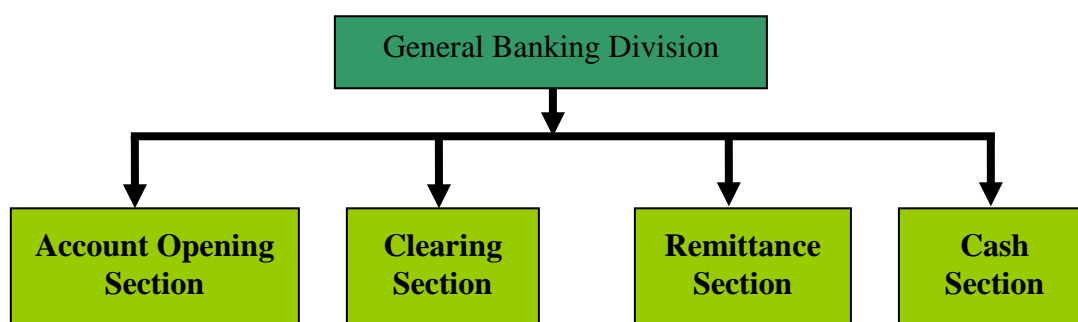 General Banking Division
Account Opening
Section
Clearing
Section
Remittance
Section
Cash
Section